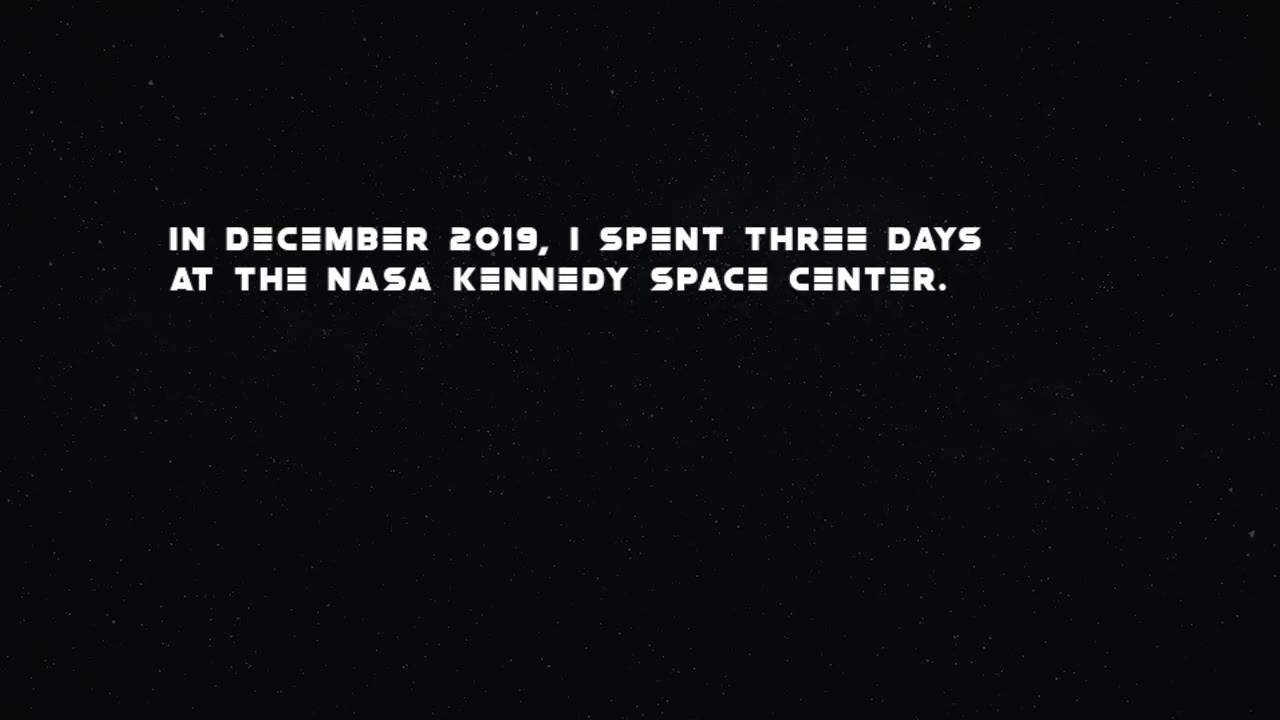 IN DECEMBER 2019, I SPENT THREE DAYS
AT THE NASA KENNEDY SPACE CENTER.